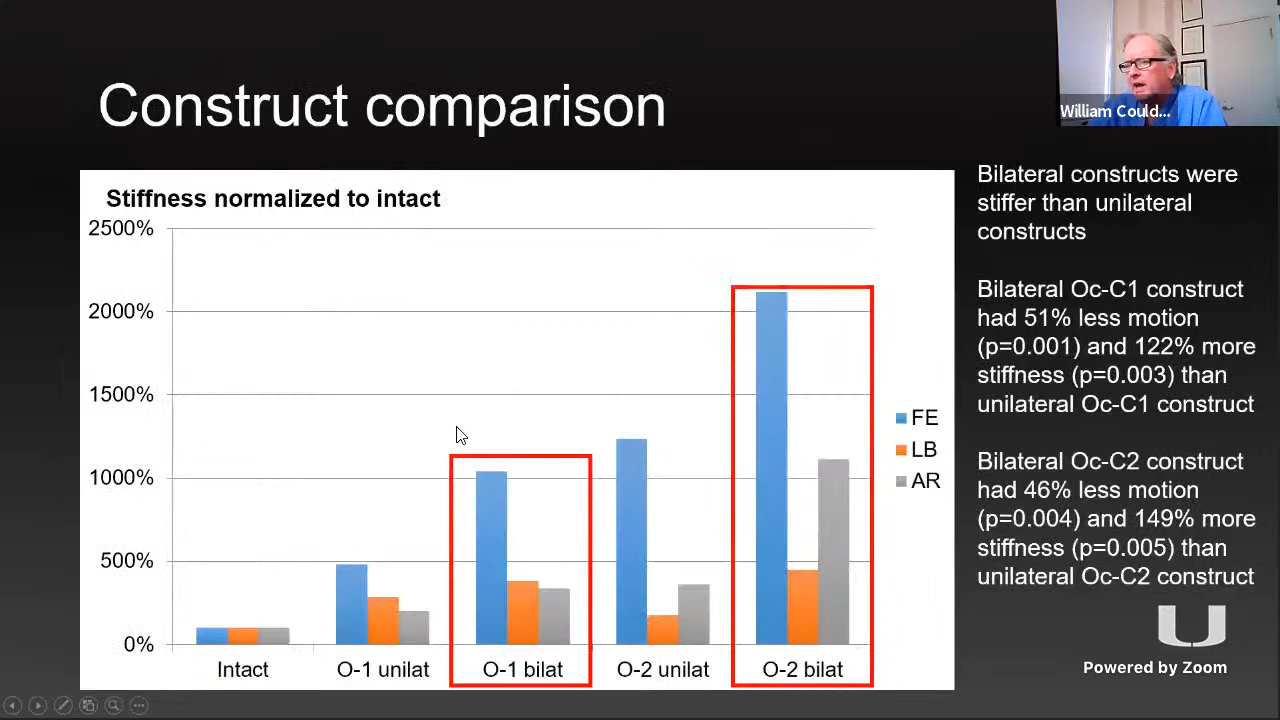 William Could...
Construct comparison
Stiffness normalized to intact
2500%
2000%
1500%
1000%
500%
0%
Intact
O-1 unilat
O-1 bilat
O-2 unilat
O-2 bilat
FE
LB
AR
Bilateral constructs were
stiffer than unilateral
constructs
Bilateral Oc-C1 construct
had 51% less motion
(p=0.001) and 122% more
stiffness (p=0.003) than
unilateral Oc-C1 construct
Bilateral Oc-C2 construct
had 46% less motion
(p=0.004) and 149% more
stiffness (p=0.005) than
unilateral Oc-C2 construct
U
Powered by Zoom